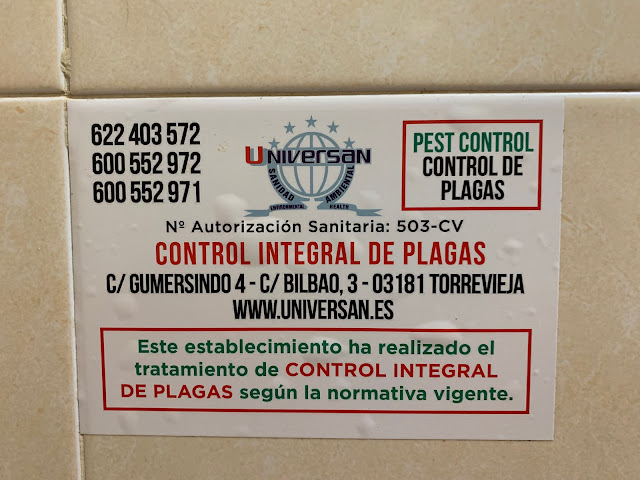 622 403 572
600 552 972
600 552 971
UNIVERSAN
SANIDAD AMBIENTAL
ENVIRONMENTAL HEALTH
PEST CONTROL
CONTROL DE
PLAGAS
Nº Autorización Sanitaria: 503-CV
CONTROL INTEGRAL DE PLAGAS
C/ GUMERSINDO 4 - C/ BILBAO, 3 - 03181 TORREVIEJA
WWW.UNIVERSAN.ES
Este establecimiento ha realizado el
tratamiento de CONTROL INTEGRAL
DE PLAGAS según la normativa vigente.